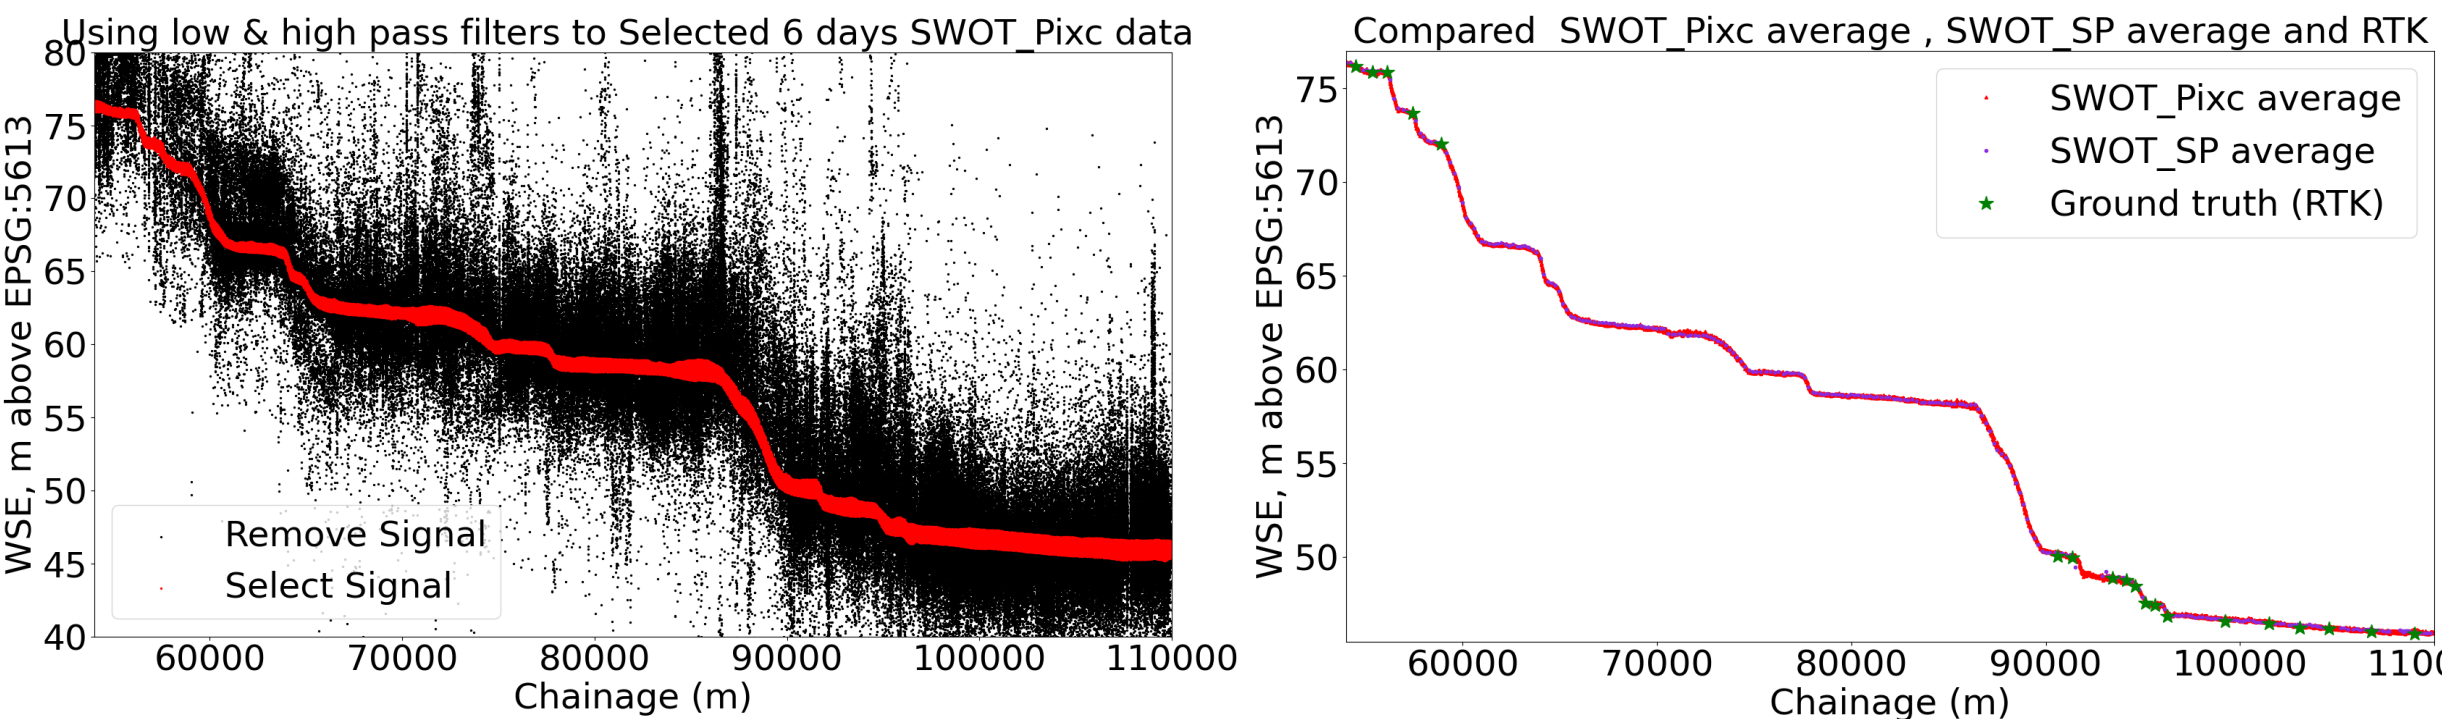 Using low & high pass filters to Selected 6 days SWOT_Pixc data
WSE, m above EPSG:5613
80
75
70
65
60
55
50
45
40
Remove Signal
Select Signal
60000 70000 80000 90000 100000 110000
Chainage (m)
Compared  SWOT_Pixc average , SWOT_SP average and RTK
WSE, m above EPSG:5613
75
70
65
60
55
50
SWOT_Pixc average
SWOT_SP average
Ground truth (RTK)
60000 70000 80000 90000 100000 1100
Chainage (m)